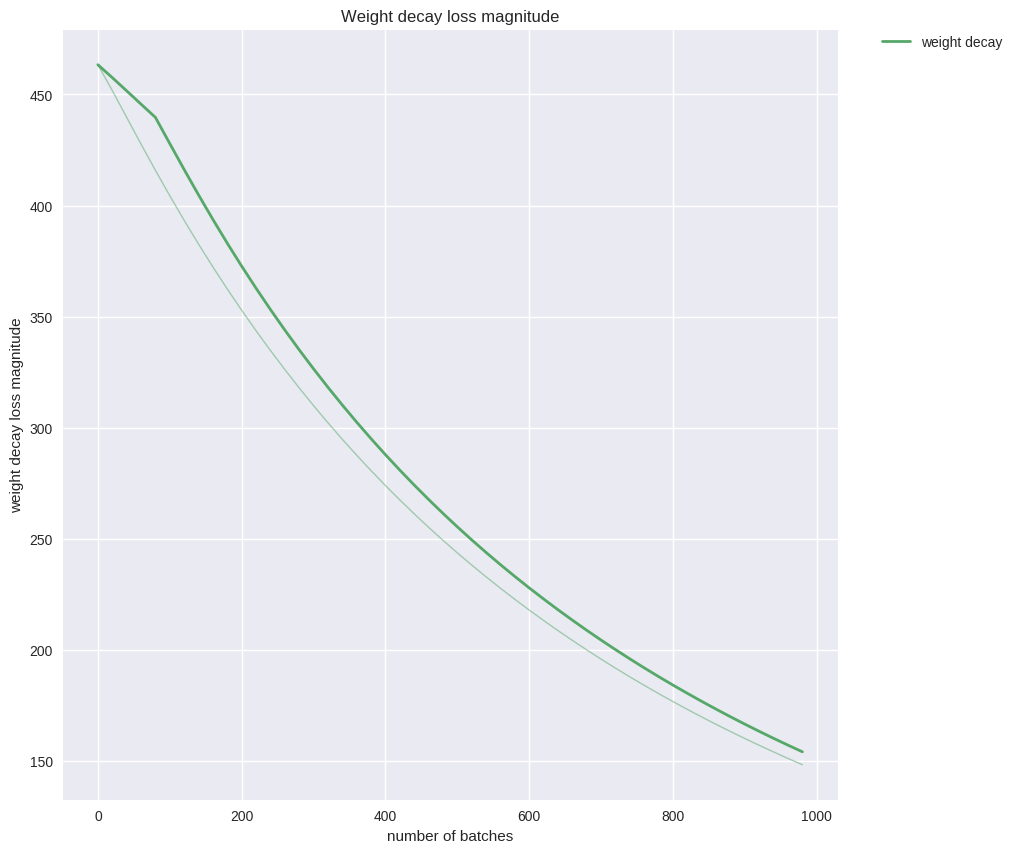 Weight decay loss magnitude
weight decay
450
400
350
300
250
200
150
weight decay loss magnitude
0 200 400 600 800 1000
number of batches